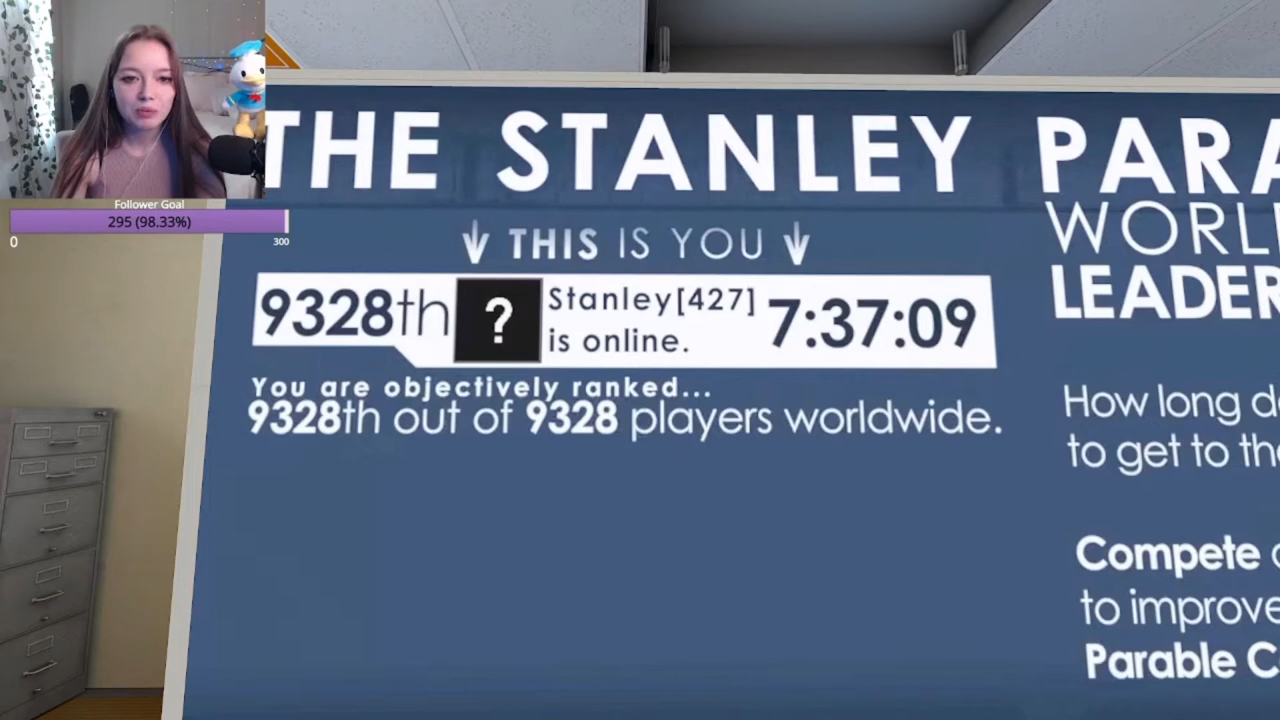 THE STANLEY PARA
WORL
LEADER
THIS IS YOU
9328th ? Stanley[427] is online. 7:37:09
You are objectively ranked...
9328th out of 9328 players worldwide.
How long d
to get to th
Compete
to improve
Parable C
Follower Goal
295 (98.33%)
0 300